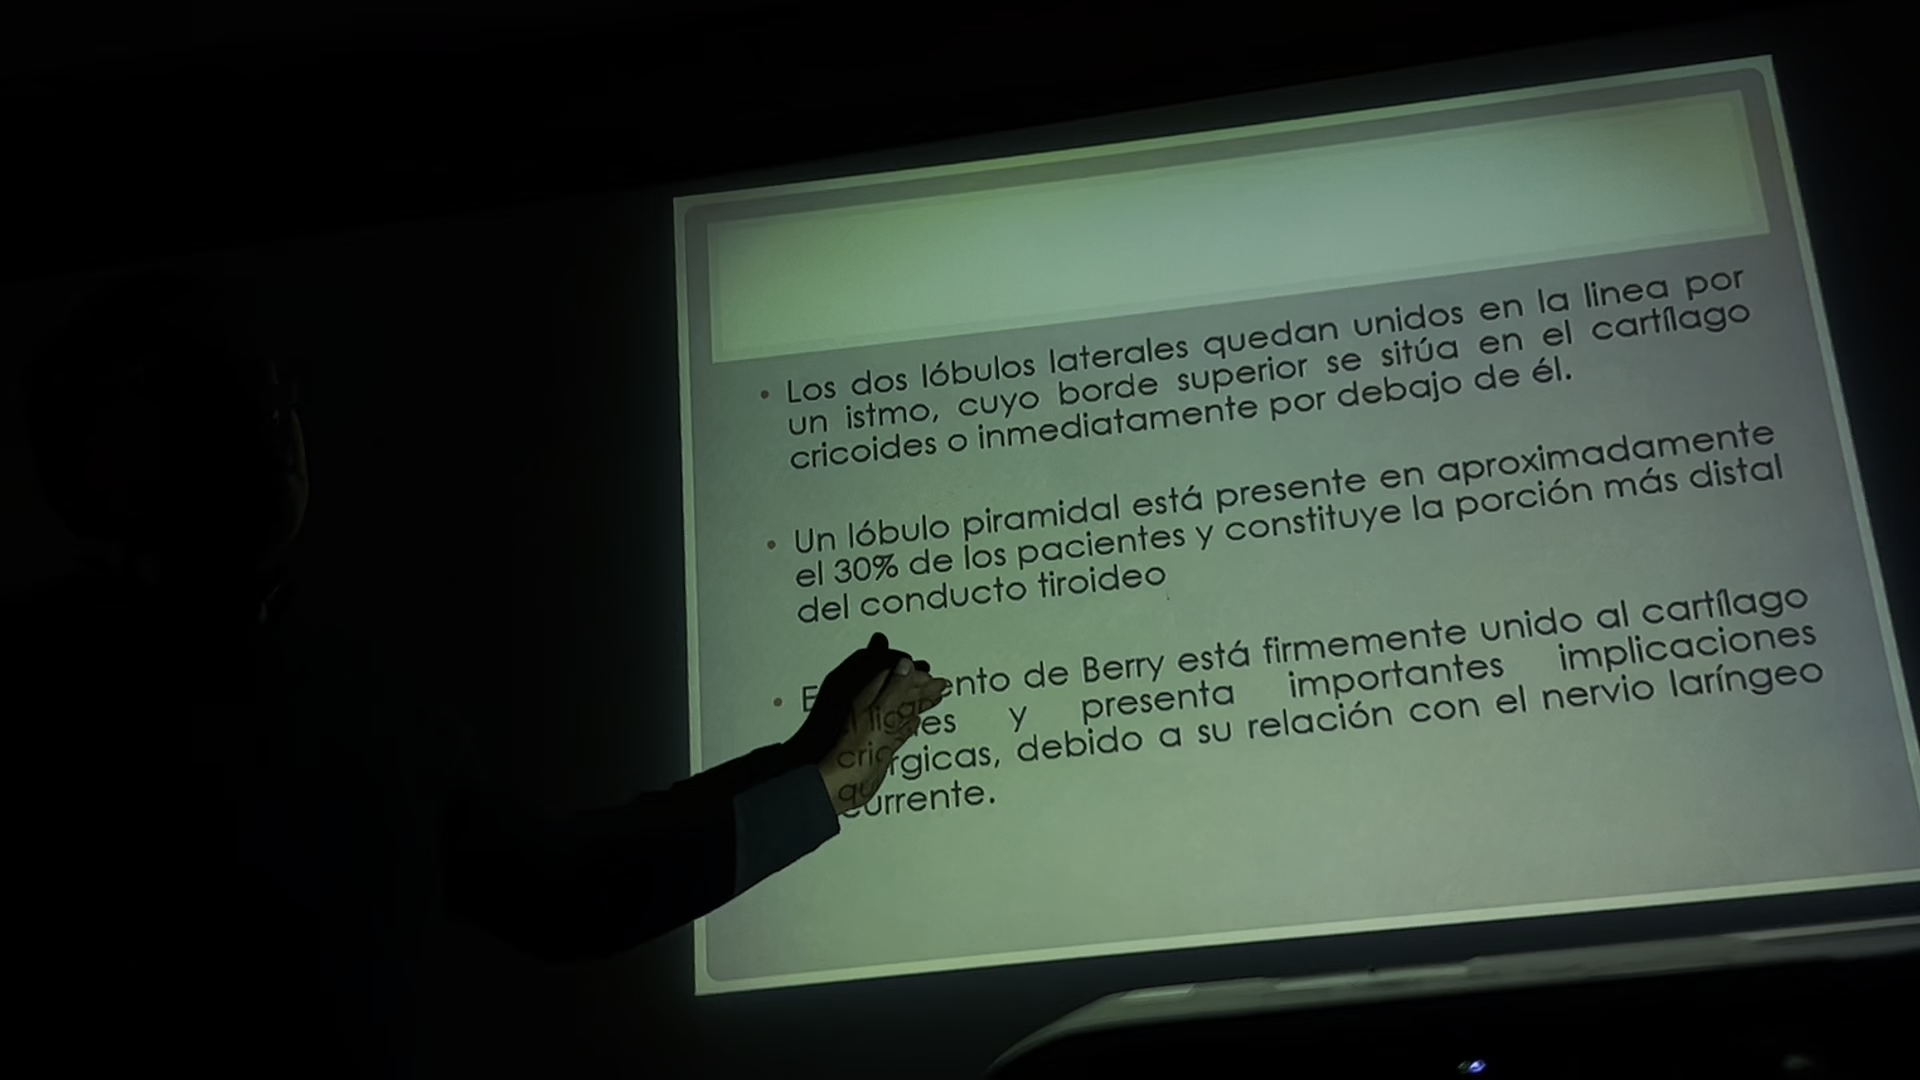 • Los dos lóbulos laterales quedan unidos en la linea por
un istmo, cuyo borde superior se sitúa en el cartílago
cricoides o inmediatamente por debajo de él.
• Un lóbulo piramidal está presente en aproximadamente
el 30% de los pacientes y constituye la porción más distal
del conducto tiroideo
• de Berry está firmemente unido al cartílago
y presenta importantes implicaciones
debido a su relación con el nervio laríngeo